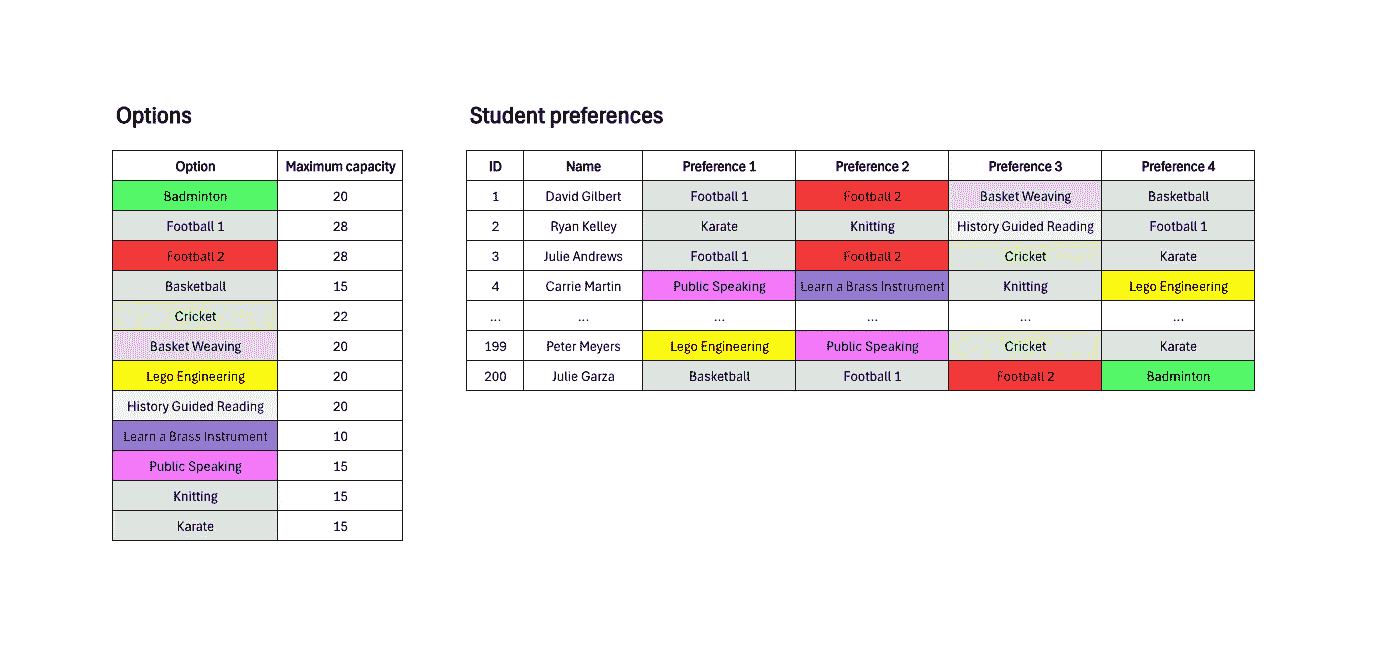 Options
Option Maximum capacity
Badminton 20
Football 1 28
Football 2 28
Basketball 15
Cricket 22
Basket Weaving 20
Lego Engineering 20
History Guided Reading 20
Learn a Brass Instrument 10
Public Speaking 15
Knitting 15
Karate 15
Student preferences
ID Name Preference 1 Preference 2 Preference 3 Preference 4
1 David Gilbert Football 1 Football 2 Basket Weaving Basketball
2 Ryan Kelley Karate Knitting History Guided Reading Football 1
3 Julie Andrews Football 1 Football 2 Cricket Karate
4 Carrie Martin Public Speaking Learn a Brass Instrument Knitting Lego Engineering
... ... ... ... ... ...
199 Peter Meyers Lego Engineering Public Speaking Cricket Karate
200 Julie Garza Basketball Football 1 Football 2 Badminton